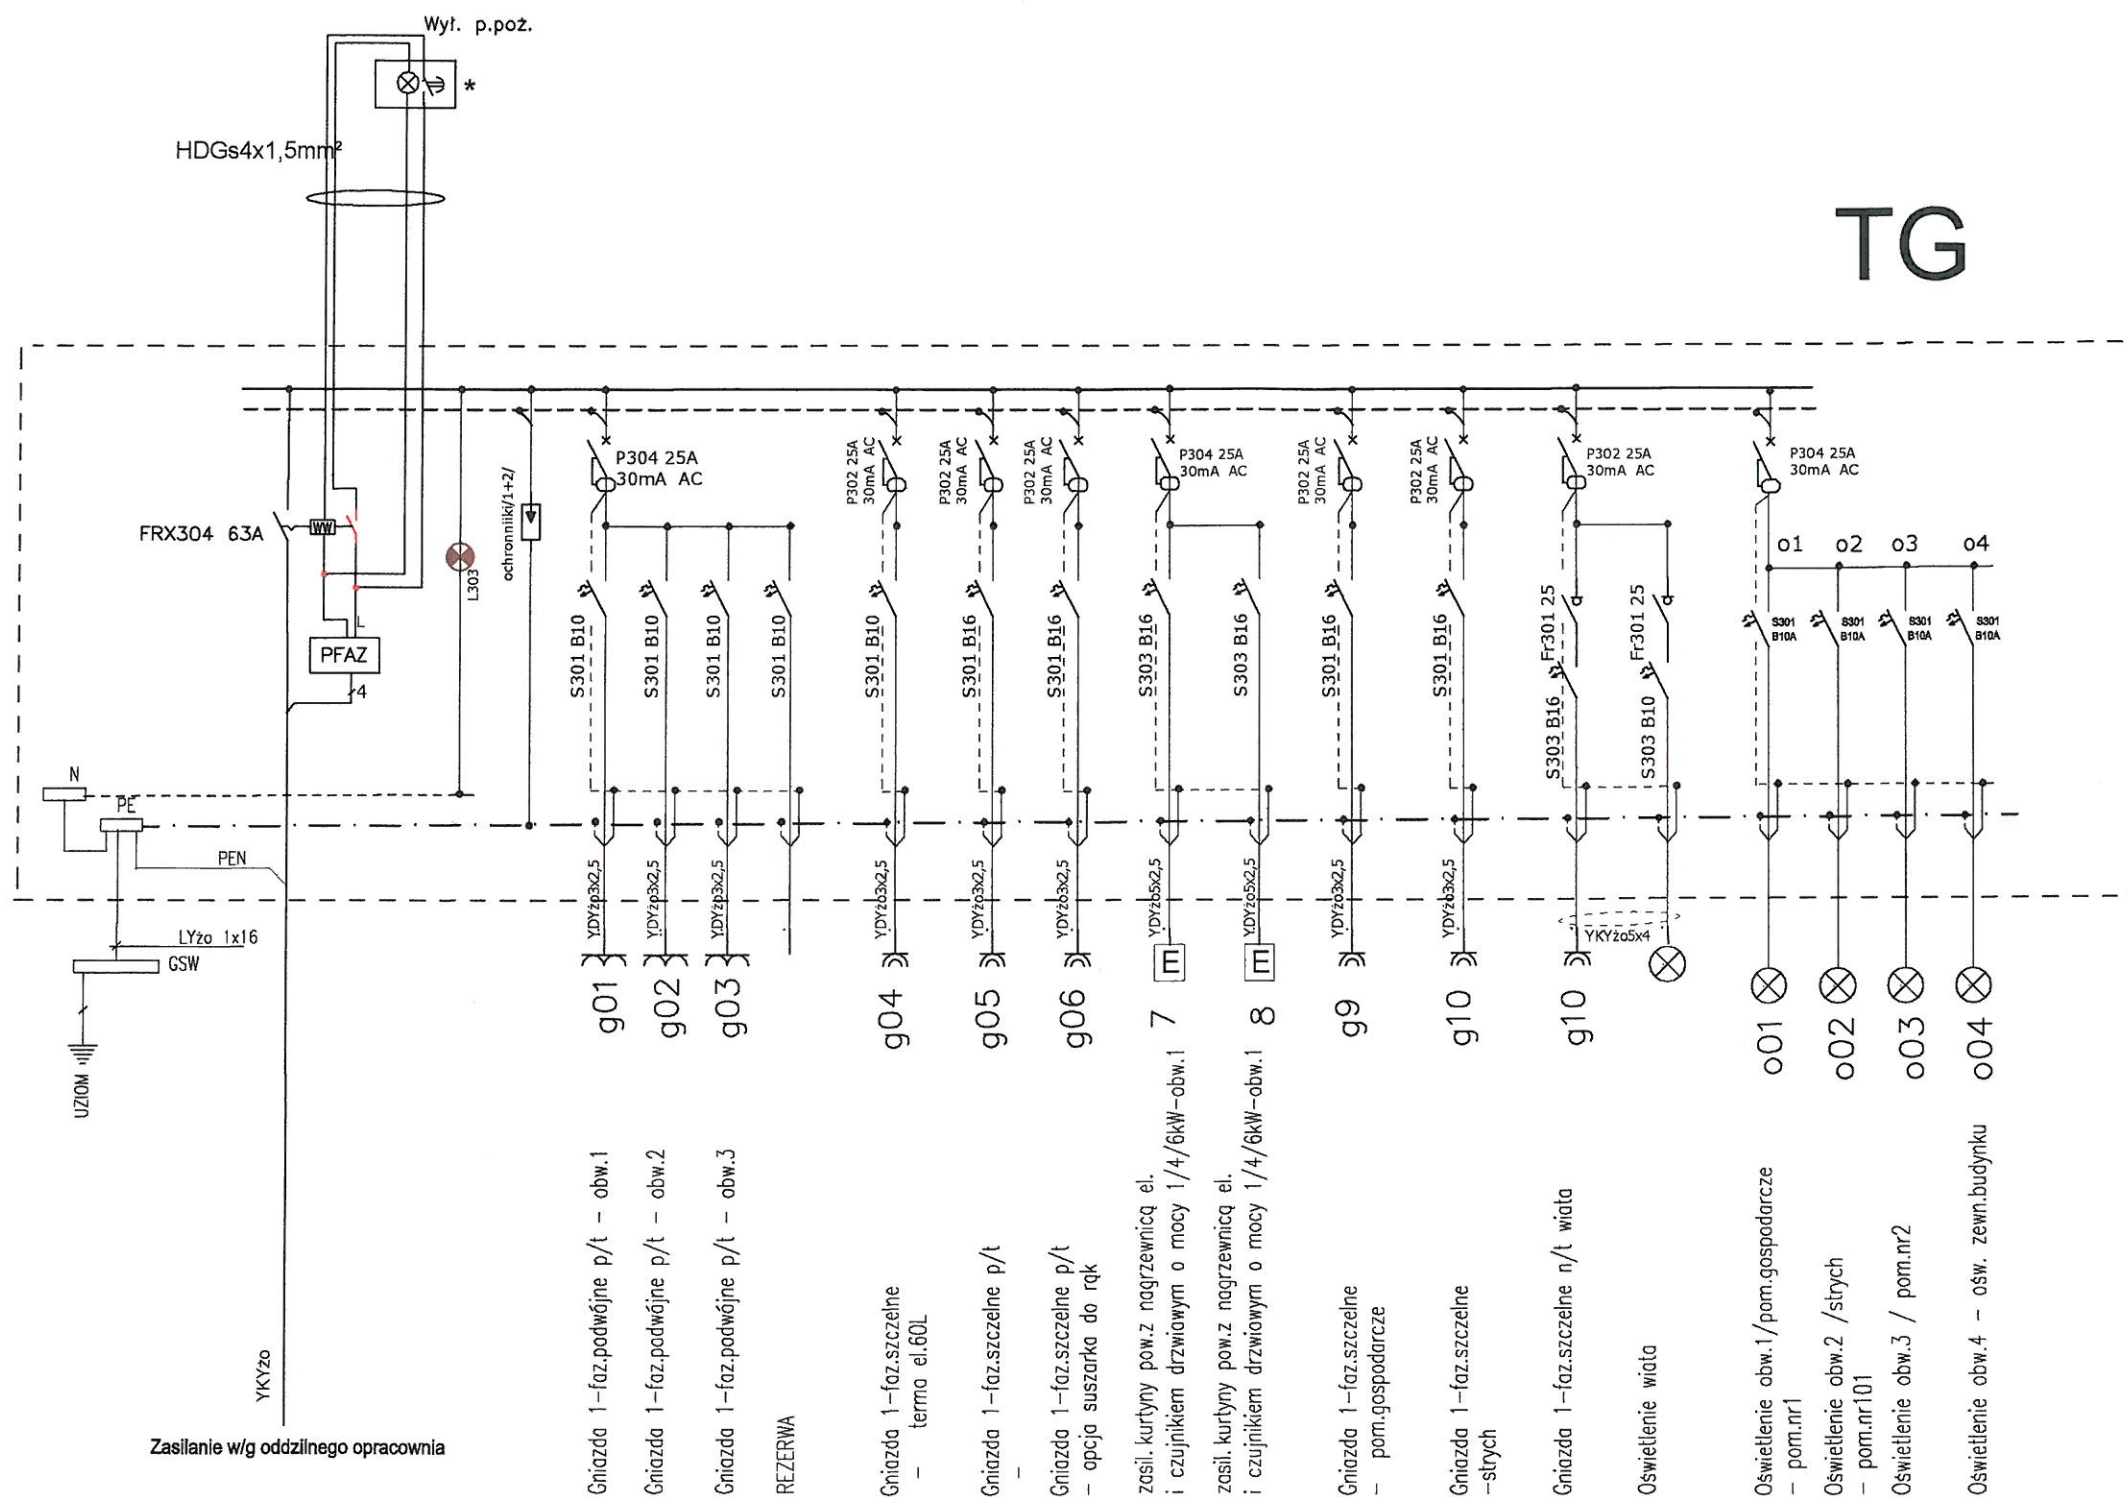 Wył. p.poż.
*
HDGs4x1,5mm²
TG
FRX304 63A
L
PFAZ
4
L303
ochronniiki/1+2/
P304 25A
30mA AC
P302 25A
30mA AC
P302 25A
30mA AC
P302 25A
30mA AC
P304 25A
30mA AC
P302 25A
30mA AC
P302 25A
30mA AC
P302 25A
30mA AC
P304 25A
30mA AC
o1
o2
o3
o4
S301 B10
S301 B10
S301 B10
S301 B10
S301 B10
S301 B16
S301 B16
S303 B16
S303 B16
S301 B16
S301 B16
Fr301 25
S303 B16
Fr301 25
S303 B10
S301
B10A
S301
B10A
S301
B10A
S301
B10A
N
PE
PEN
LYżo 1x16
GSW
UZIOM
YKYżo
Zasilanie w/g oddzilnego opracownia
YDYżo3x2,5
YDYżo3x2,5
YDYżo3x2,5
YDYżo3x2,5
YDYżo3x2,5
YDYżo3x2,5
YDYżo5x2,5
YDYżo5x2,5
YDYżo3x2,5
YDYżo3x2,5
YKYżo5x4
E
E
g01
g02
g03
g04
g05
g06
7
8
g9
g10
g10
o01
o02
o03
o04
Gniazda 1-faz.podwójne p/t - obw.1
Gniazda 1-faz.podwójne p/t - obw.2
Gniazda 1-faz.podwójne p/t - obw.3
REZERWA
Gniazda 1-faz.szczelne
- terma el.60L
Gniazda 1-faz.szczelne p/t
-
Gniazda 1-faz.szczelne p/t
- opcja suszarka do rąk
zasil.kurtyny pow.z nagrzewnicą el.
i czujnikiem drzwiowym o mocy 1/4/6kW-obw.1
zasil.kurtyny pow.z nagrzewnicą el.
i czujnikiem drzwiowym o mocy 1/4/6kW-obw.1
Gniazda 1-faz.szczelne
- pom.gospodarcze
Gniazda 1-faz.szczelne
-strych
Gniazda 1-faz.szczelne n/t wiata
Oświetlenie wiata
Oświetlenie obw.1/pom.gospodarcze
- pom.nr1
Oświetlenie obw.2 /strych
- pom.nr101
Oświetlenie obw.3 / pom.nr2
Oświetlenie obw.4 - ośw. zewn.budynku